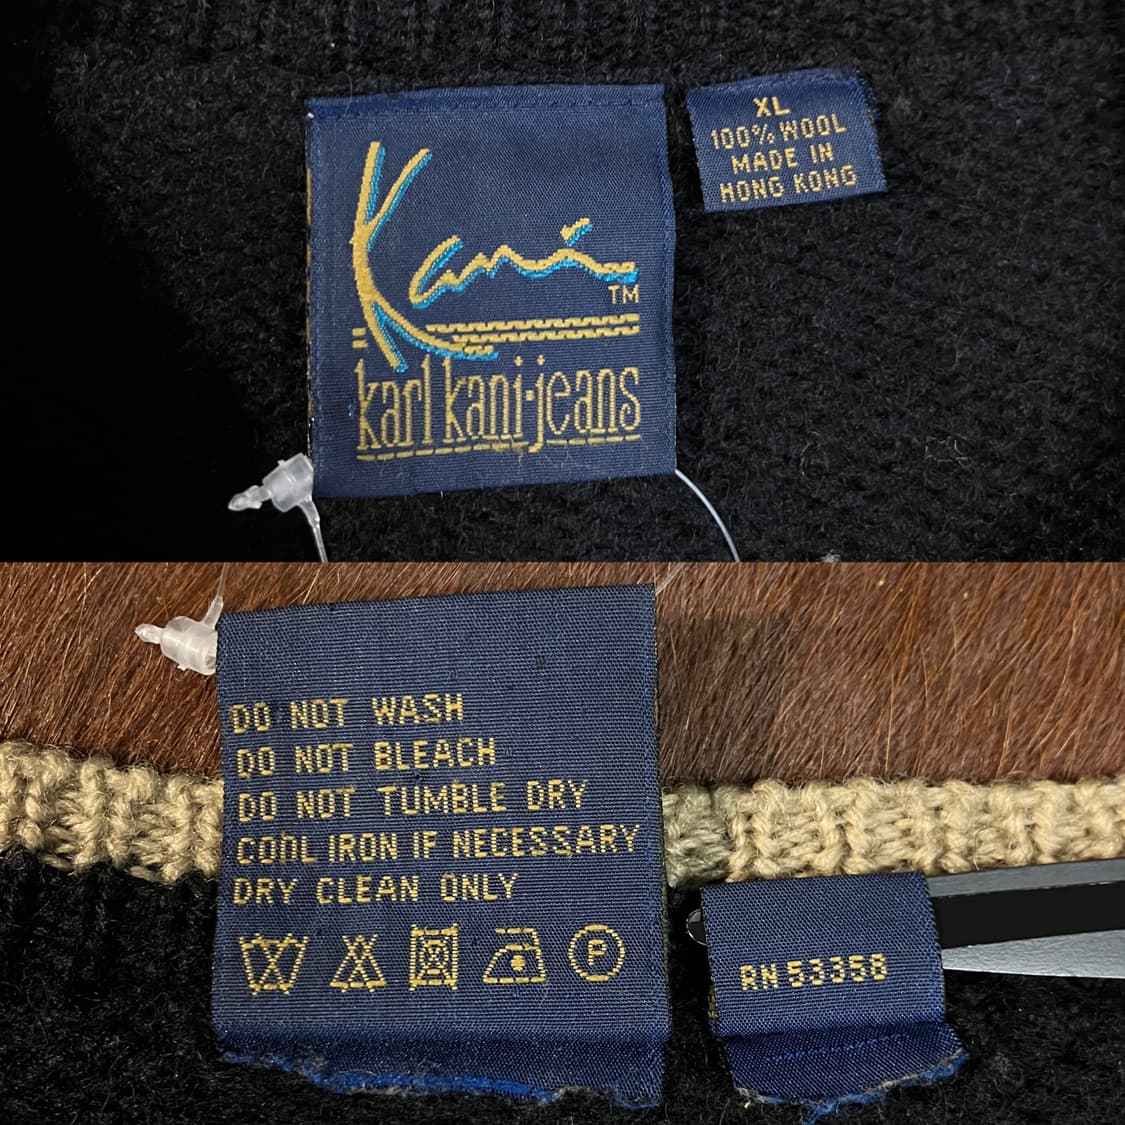 Kani
TM
karl kani·jeans
XL
100% WOOL
MADE IN
HONG KONG
DO NOT WASH
DO NOT BLEACH
DO NOT TUMBLE DRY
COOL IRON IF NECESSARY
DRY CLEAN ONLY
P
RN 53358